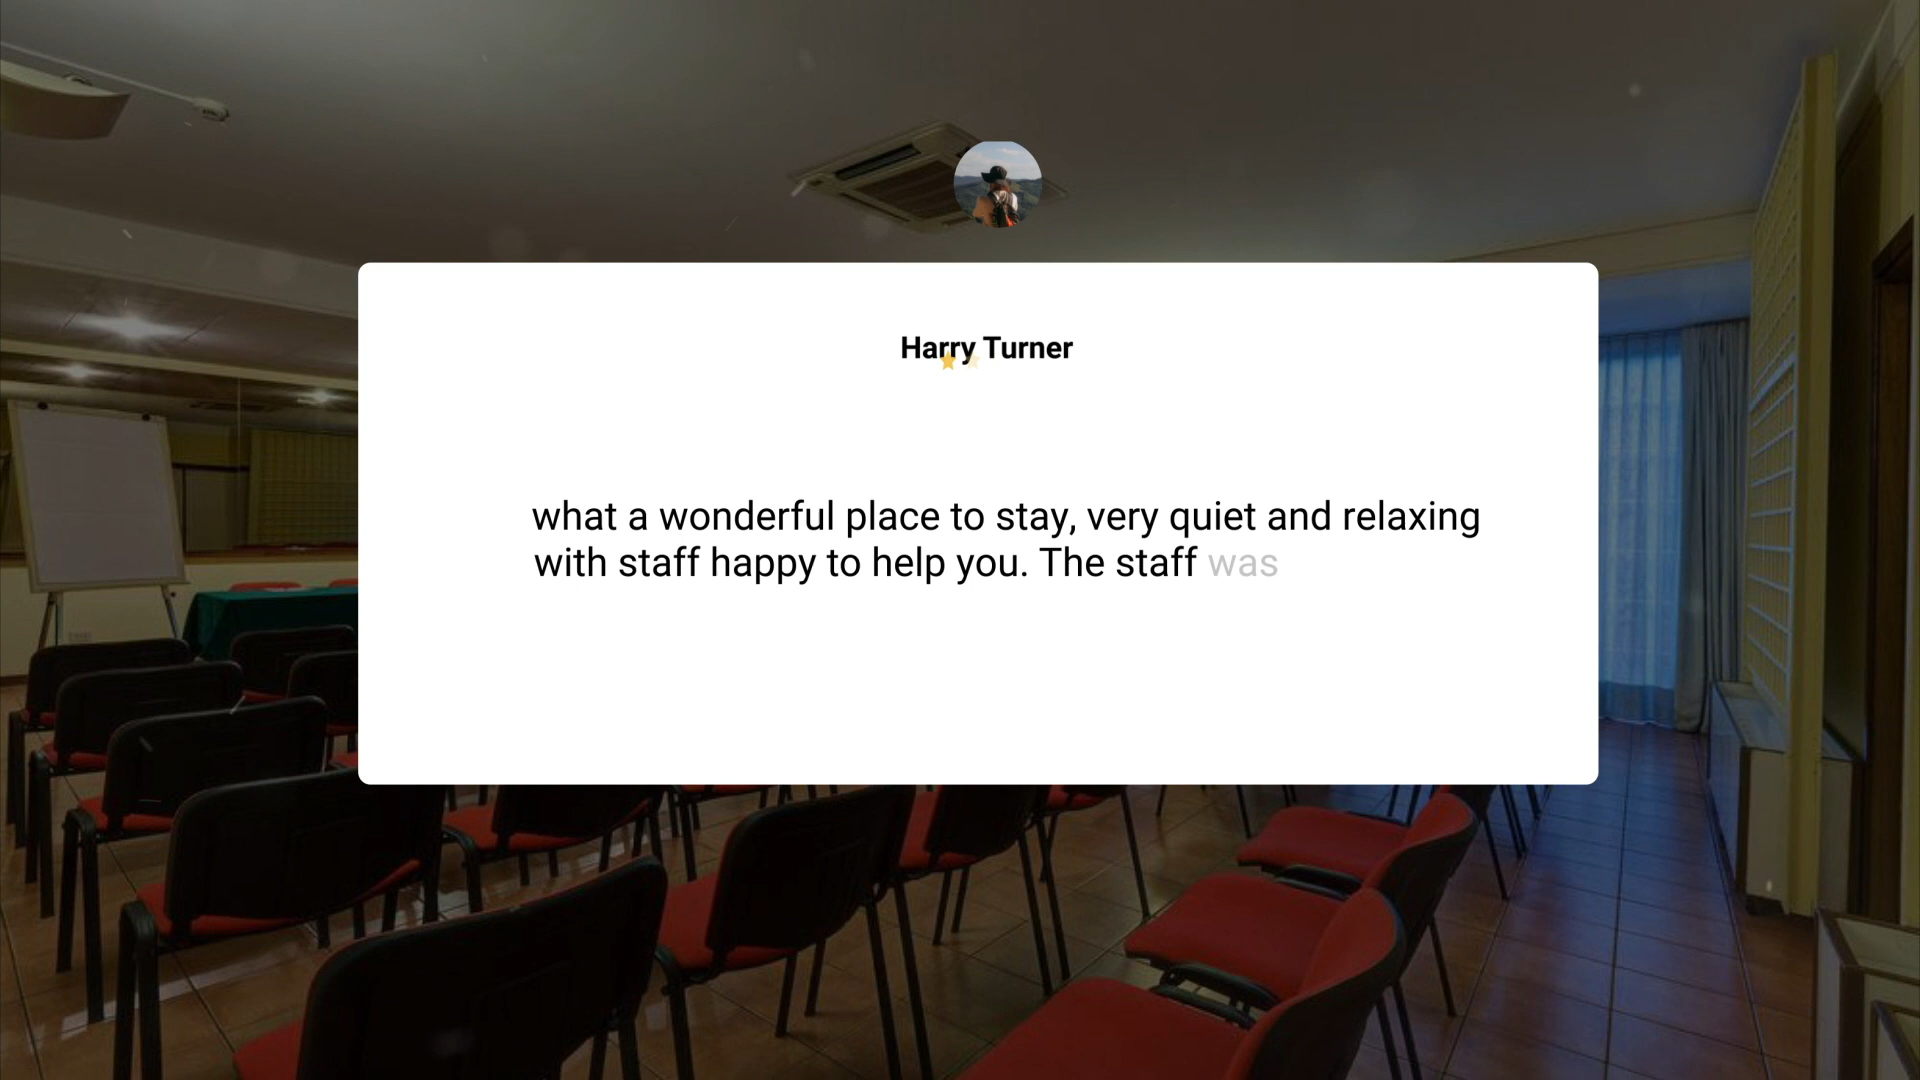 Harry Turner
what a wonderful place to stay, very quiet and relaxing
with staff happy to help you. The staff was